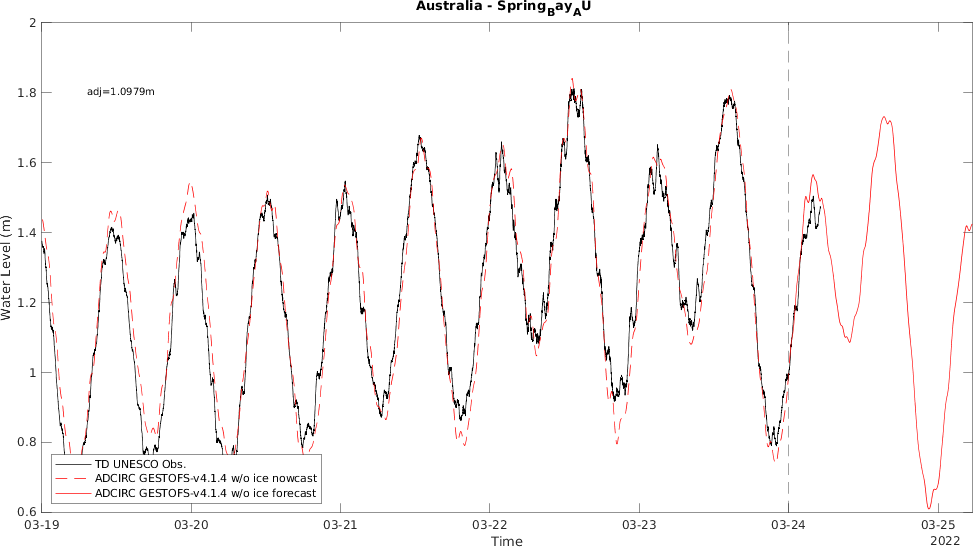 Australia - Spring_Bay_AU
2
1.8
1.6
1.4
1.2
1
0.8
0.6
Water Level (m)
adj=1.0979m
TD UNESCO Obs.
ADCIRC GESTOFS-v4.1.4 w/o ice nowcast
ADCIRC GESTOFS-v4.1.4 w/o ice forecast
03-19 03-20 03-21 03-22 03-23 03-24 03-25
Time 2022